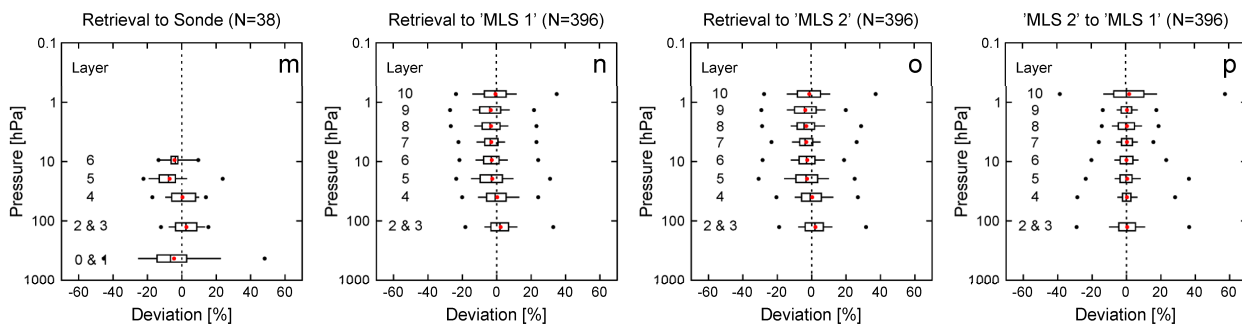 Retrieval to Sonde (N=38)
0.1
1
10
100
1000
Pressure [hPa]
Layer
m
6
5
4
2 & 3
0 & 1
-60 -40 -20 0 20 40 60
Deviation [%]
Retrieval to 'MLS 1' (N=396)
0.1
1
10
100
1000
Pressure [hPa]
Layer
n
10
9
8
7
6
5
4
2 & 3
-60 -40 -20 0 20 40 60
Deviation [%]
Retrieval to 'MLS 2' (N=396)
0.1
1
10
100
1000
Pressure [hPa]
Layer
o
10
9
8
7
6
5
4
2 & 3
-60 -40 -20 0 20 40 60
Deviation [%]
'MLS 2' to 'MLS 1' (N=396)
0.1
1
10
100
1000
Pressure [hPa]
Layer
p
10
9
8
7
6
5
4
2 & 3
-60 -40 -20 0 20 40 60
Deviation [%]